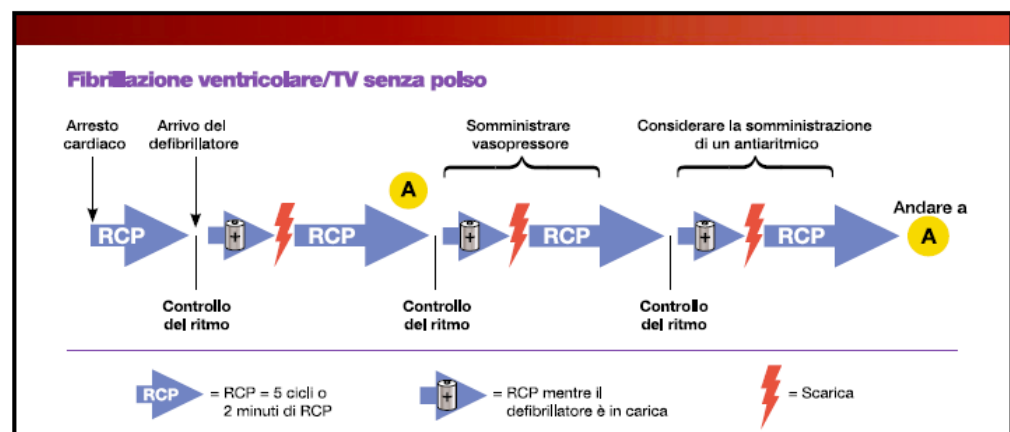 Fibrillazione ventricolare/TV senza polso
Arresto
cardiaco
Arrivo del
defibrillatore
Somministrare
vasopressore
Considerare la somministrazione
di un antiaritmico
A
Andare a
A
RCP
+
RCP
+
RCP
+
RCP
Controllo
del ritmo
Controllo
del ritmo
Controllo
del ritmo
RCP
= RCP = 5 cicli o
2 minuti di RCP
+
= RCP mentre il
defibrillatore è in carica
= Scarica